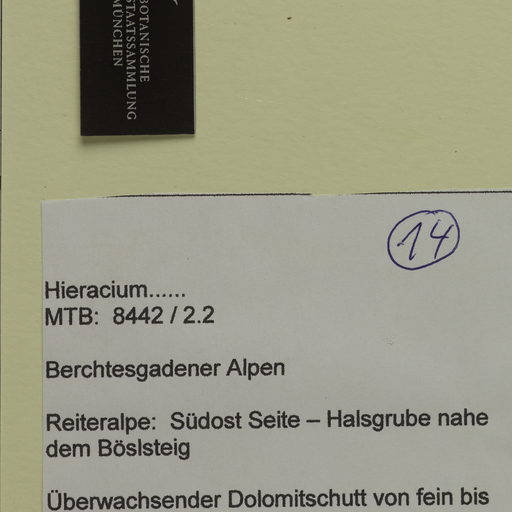 BOTANISCHE
STAATSSAMMLUNG
MÜNCHEN
14
Hieracium......
MTB: 8442 / 2.2
Berchtesgadener Alpen
Reiteralpe: Südost Seite – Halsgrube nahe
dem Böslsteig
Überwachsender Dolomitschutt von fein bis